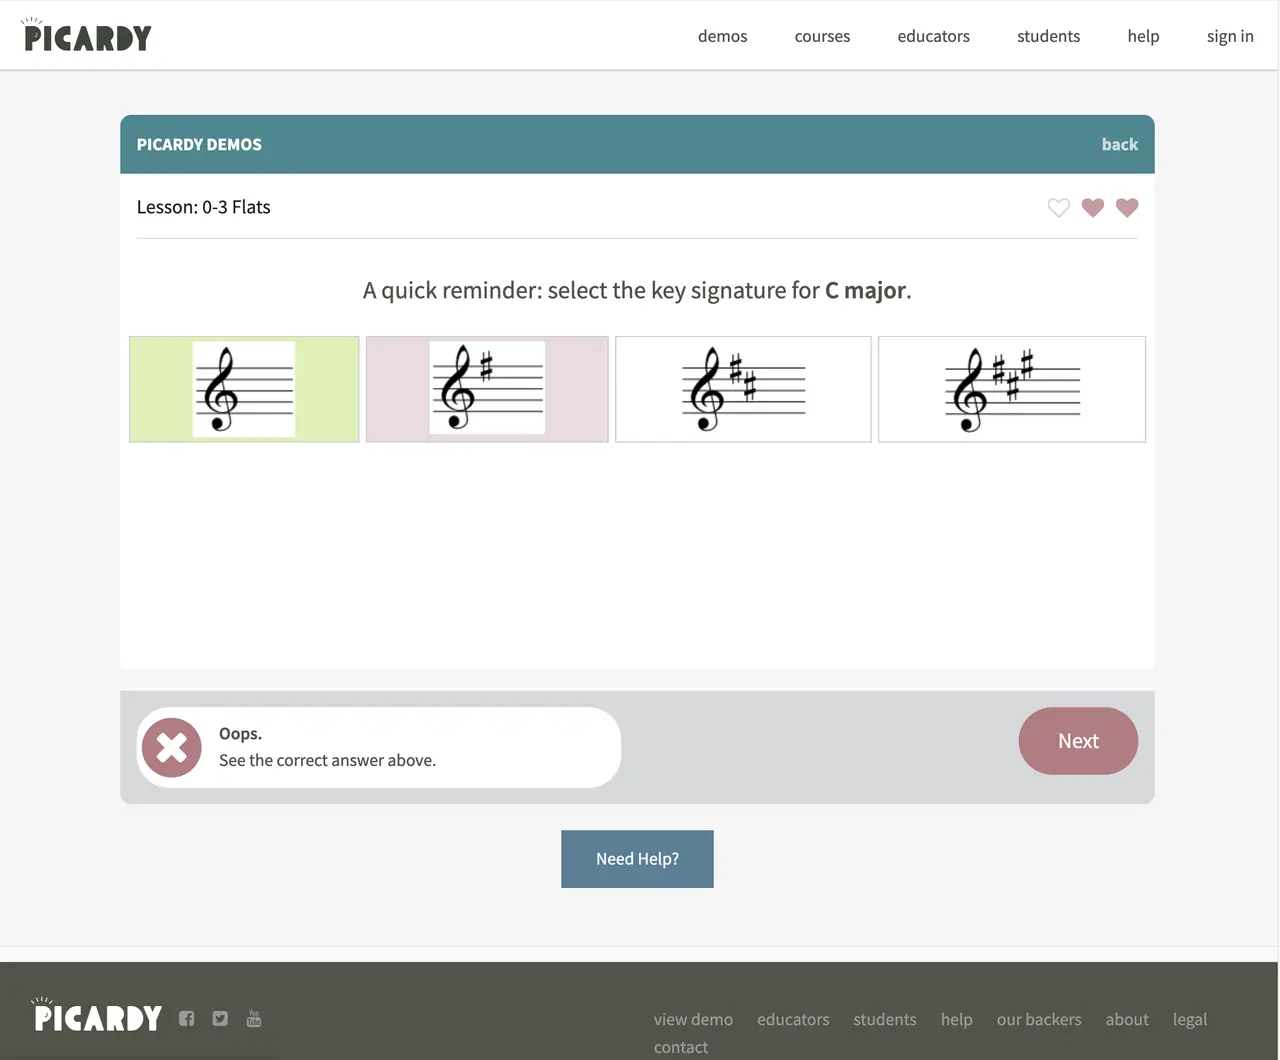 PICARDY
demos courses educators students help sign in
PICARDY DEMOS back
Lesson: 0-3 Flats
A quick reminder: select the key signature for C major.
Oops.
See the correct answer above.
Next
Need Help?
PICARDY
You
Tube
view demo educators students help our backers about legal
contact